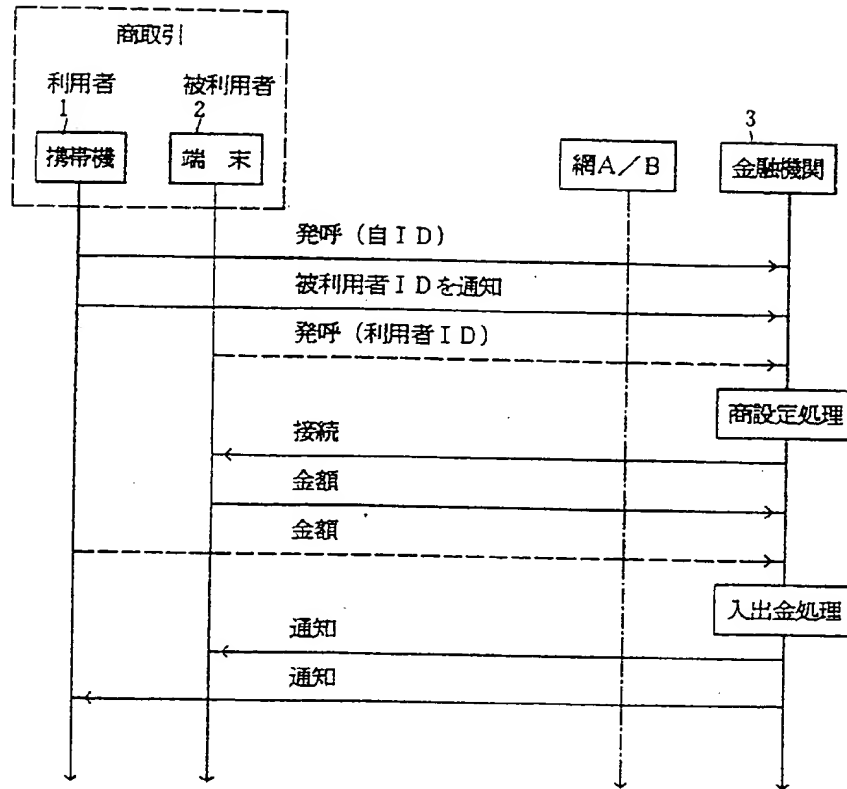 商取引
利用者
被利用者
1
2
3
携帯機
端 末
網A/B
金融機関
発呼(自ID)
被利用者IDを通知
発呼(利用者ID)
商設定処理
接続
金額
金額
入出金処理
通知
通知